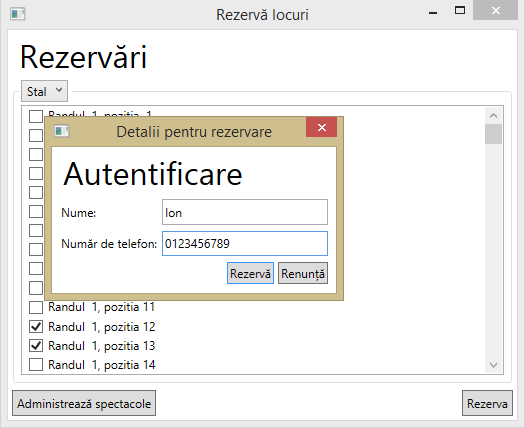 Rezervă locuri
Rezervări
Stal
Randul 1, pozitia 1
Detalii pentru rezervare
Autentificare
Nume:
Ion
Număr de telefon:
0123456789
Rezervă
Renunță
Randul 1, pozitia 11
Randul 1, pozitia 12
Randul 1, pozitia 13
Randul 1, pozitia 14
Administrează spectacole
Rezerva